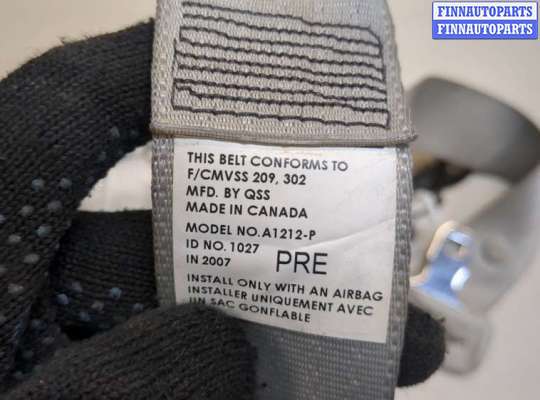 FINNAUTOPARTS
FINNAUTOPARTS
THIS BELT CONFORMS TO
F/CMVSS 209, 302
MFD. BY QSS
MADE IN CANADA
MODEL NO.A1212-P
ID NO. 1027
IN 2007 PRE
INSTALL ONLY WITH AN AIRBAG
INSTALLER UNIQUEMENT AVEC
UN SAC GONFLABLE